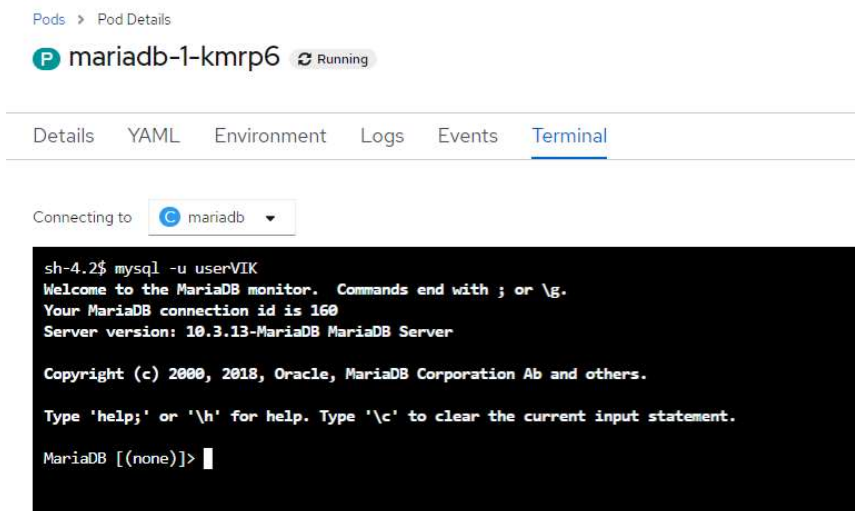 Pods > Pod Details
P mariadb-1-kmrp6 Running
Details YAML Environment Logs Events Terminal
Connecting to C mariadb
sh-4.2$ mysql -u userVIK
Welcome to the MariaDB monitor.  Commands end with ; or \g.
Your MariaDB connection id is 160
Server version: 10.3.13-MariaDB MariaDB Server
Copyright (c) 2000, 2018, Oracle, MariaDB Corporation Ab and others.
Type 'help;' or '\h' for help. Type '\c' to clear the current input statement.
MariaDB [(none)]>